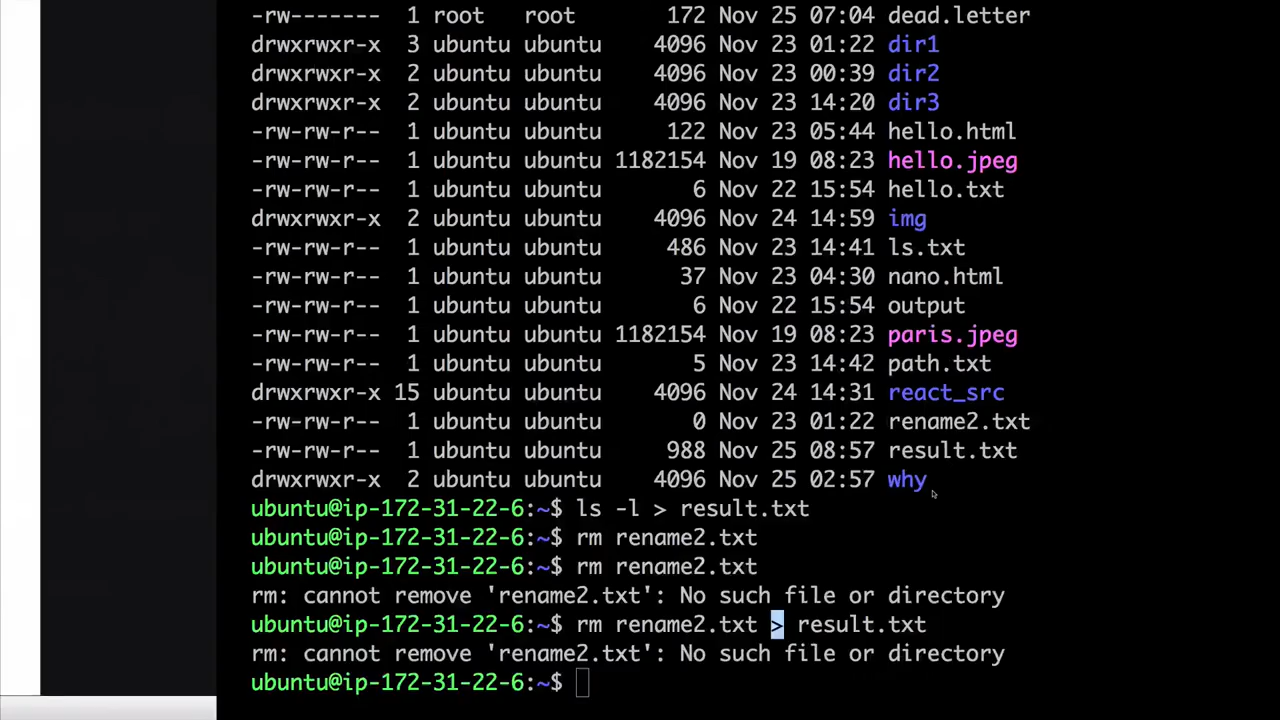 -rw------- 1 root root 172 Nov 25 07:04 dead.letter
drwxrwxr-x 3 ubuntu ubuntu 4096 Nov 23 01:22 dir1
drwxrwxr-x 2 ubuntu ubuntu 4096 Nov 23 00:39 dir2
drwxrwxr-x 2 ubuntu ubuntu 4096 Nov 23 14:20 dir3
-rw-rw-r-- 1 ubuntu ubuntu 122 Nov 23 05:44 hello.html
-rw-rw-r-- 1 ubuntu ubuntu 1182154 Nov 19 08:23 hello.jpeg
-rw-rw-r-- 1 ubuntu ubuntu 6 Nov 22 15:54 hello.txt
drwxrwxr-x 2 ubuntu ubuntu 4096 Nov 24 14:59 img
-rw-rw-r-- 1 ubuntu ubuntu 486 Nov 23 14:41 ls.txt
-rw-rw-r-- 1 ubuntu ubuntu 37 Nov 23 04:30 nano.html
-rw-rw-r-- 1 ubuntu ubuntu 6 Nov 22 15:54 output
-rw-rw-r-- 1 ubuntu ubuntu 1182154 Nov 19 08:23 paris.jpeg
-rw-rw-r-- 1 ubuntu ubuntu 5 Nov 23 14:42 path.txt
drwxrwxr-x 15 ubuntu ubuntu 4096 Nov 24 14:31 react_src
-rw-rw-r-- 1 ubuntu ubuntu 0 Nov 23 01:22 rename2.txt
-rw-rw-r-- 1 ubuntu ubuntu 988 Nov 25 08:57 result.txt
drwxrwxr-x 2 ubuntu ubuntu 4096 Nov 25 02:57 why
ubuntu@ip-172-31-22-6:~$ ls -l > result.txt
ubuntu@ip-172-31-22-6:~$ rm rename2.txt
ubuntu@ip-172-31-22-6:~$ rm rename2.txt
rm: cannot remove 'rename2.txt': No such file or directory
ubuntu@ip-172-31-22-6:~$ rm rename2.txt > result.txt
rm: cannot remove 'rename2.txt': No such file or directory
ubuntu@ip-172-31-22-6:~$